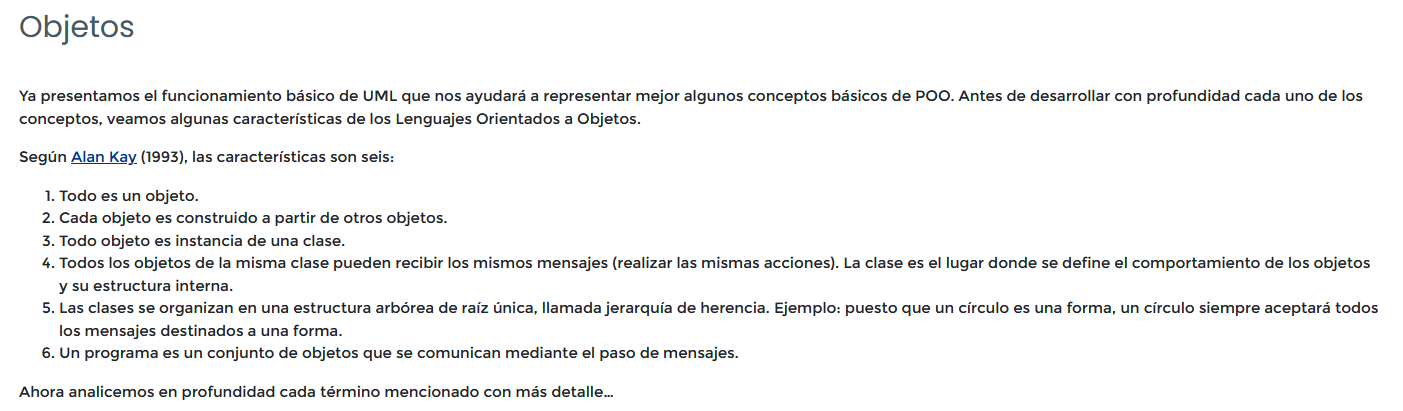 Objetos
Ya presentamos el funcionamiento básico de UML que nos ayudará a representar mejor algunos conceptos básicos de POO. Antes de desarrollar con profundidad cada uno de los
conceptos, veamos algunas características de los Lenguajes Orientados a Objetos.
Según Alan Kay (1993), las características son seis:
1. Todo es un objeto.
2. Cada objeto es construido a partir de otros objetos.
3. Todo objeto es instancia de una clase.
4. Todos los objetos de la misma clase pueden recibir los mismos mensajes (realizar las mismas acciones). La clase es el lugar donde se define el comportamiento de los objetos
y su estructura interna.
5. Las clases se organizan en una estructura arbórea de raíz única, llamada jerarquía de herencia. Ejemplo: puesto que un círculo es una forma, un círculo siempre aceptará todos
los mensajes destinados a una forma.
6. Un programa es un conjunto de objetos que se comunican mediante el paso de mensajes.
Ahora analicemos en profundidad cada término mencionado con más detalle...